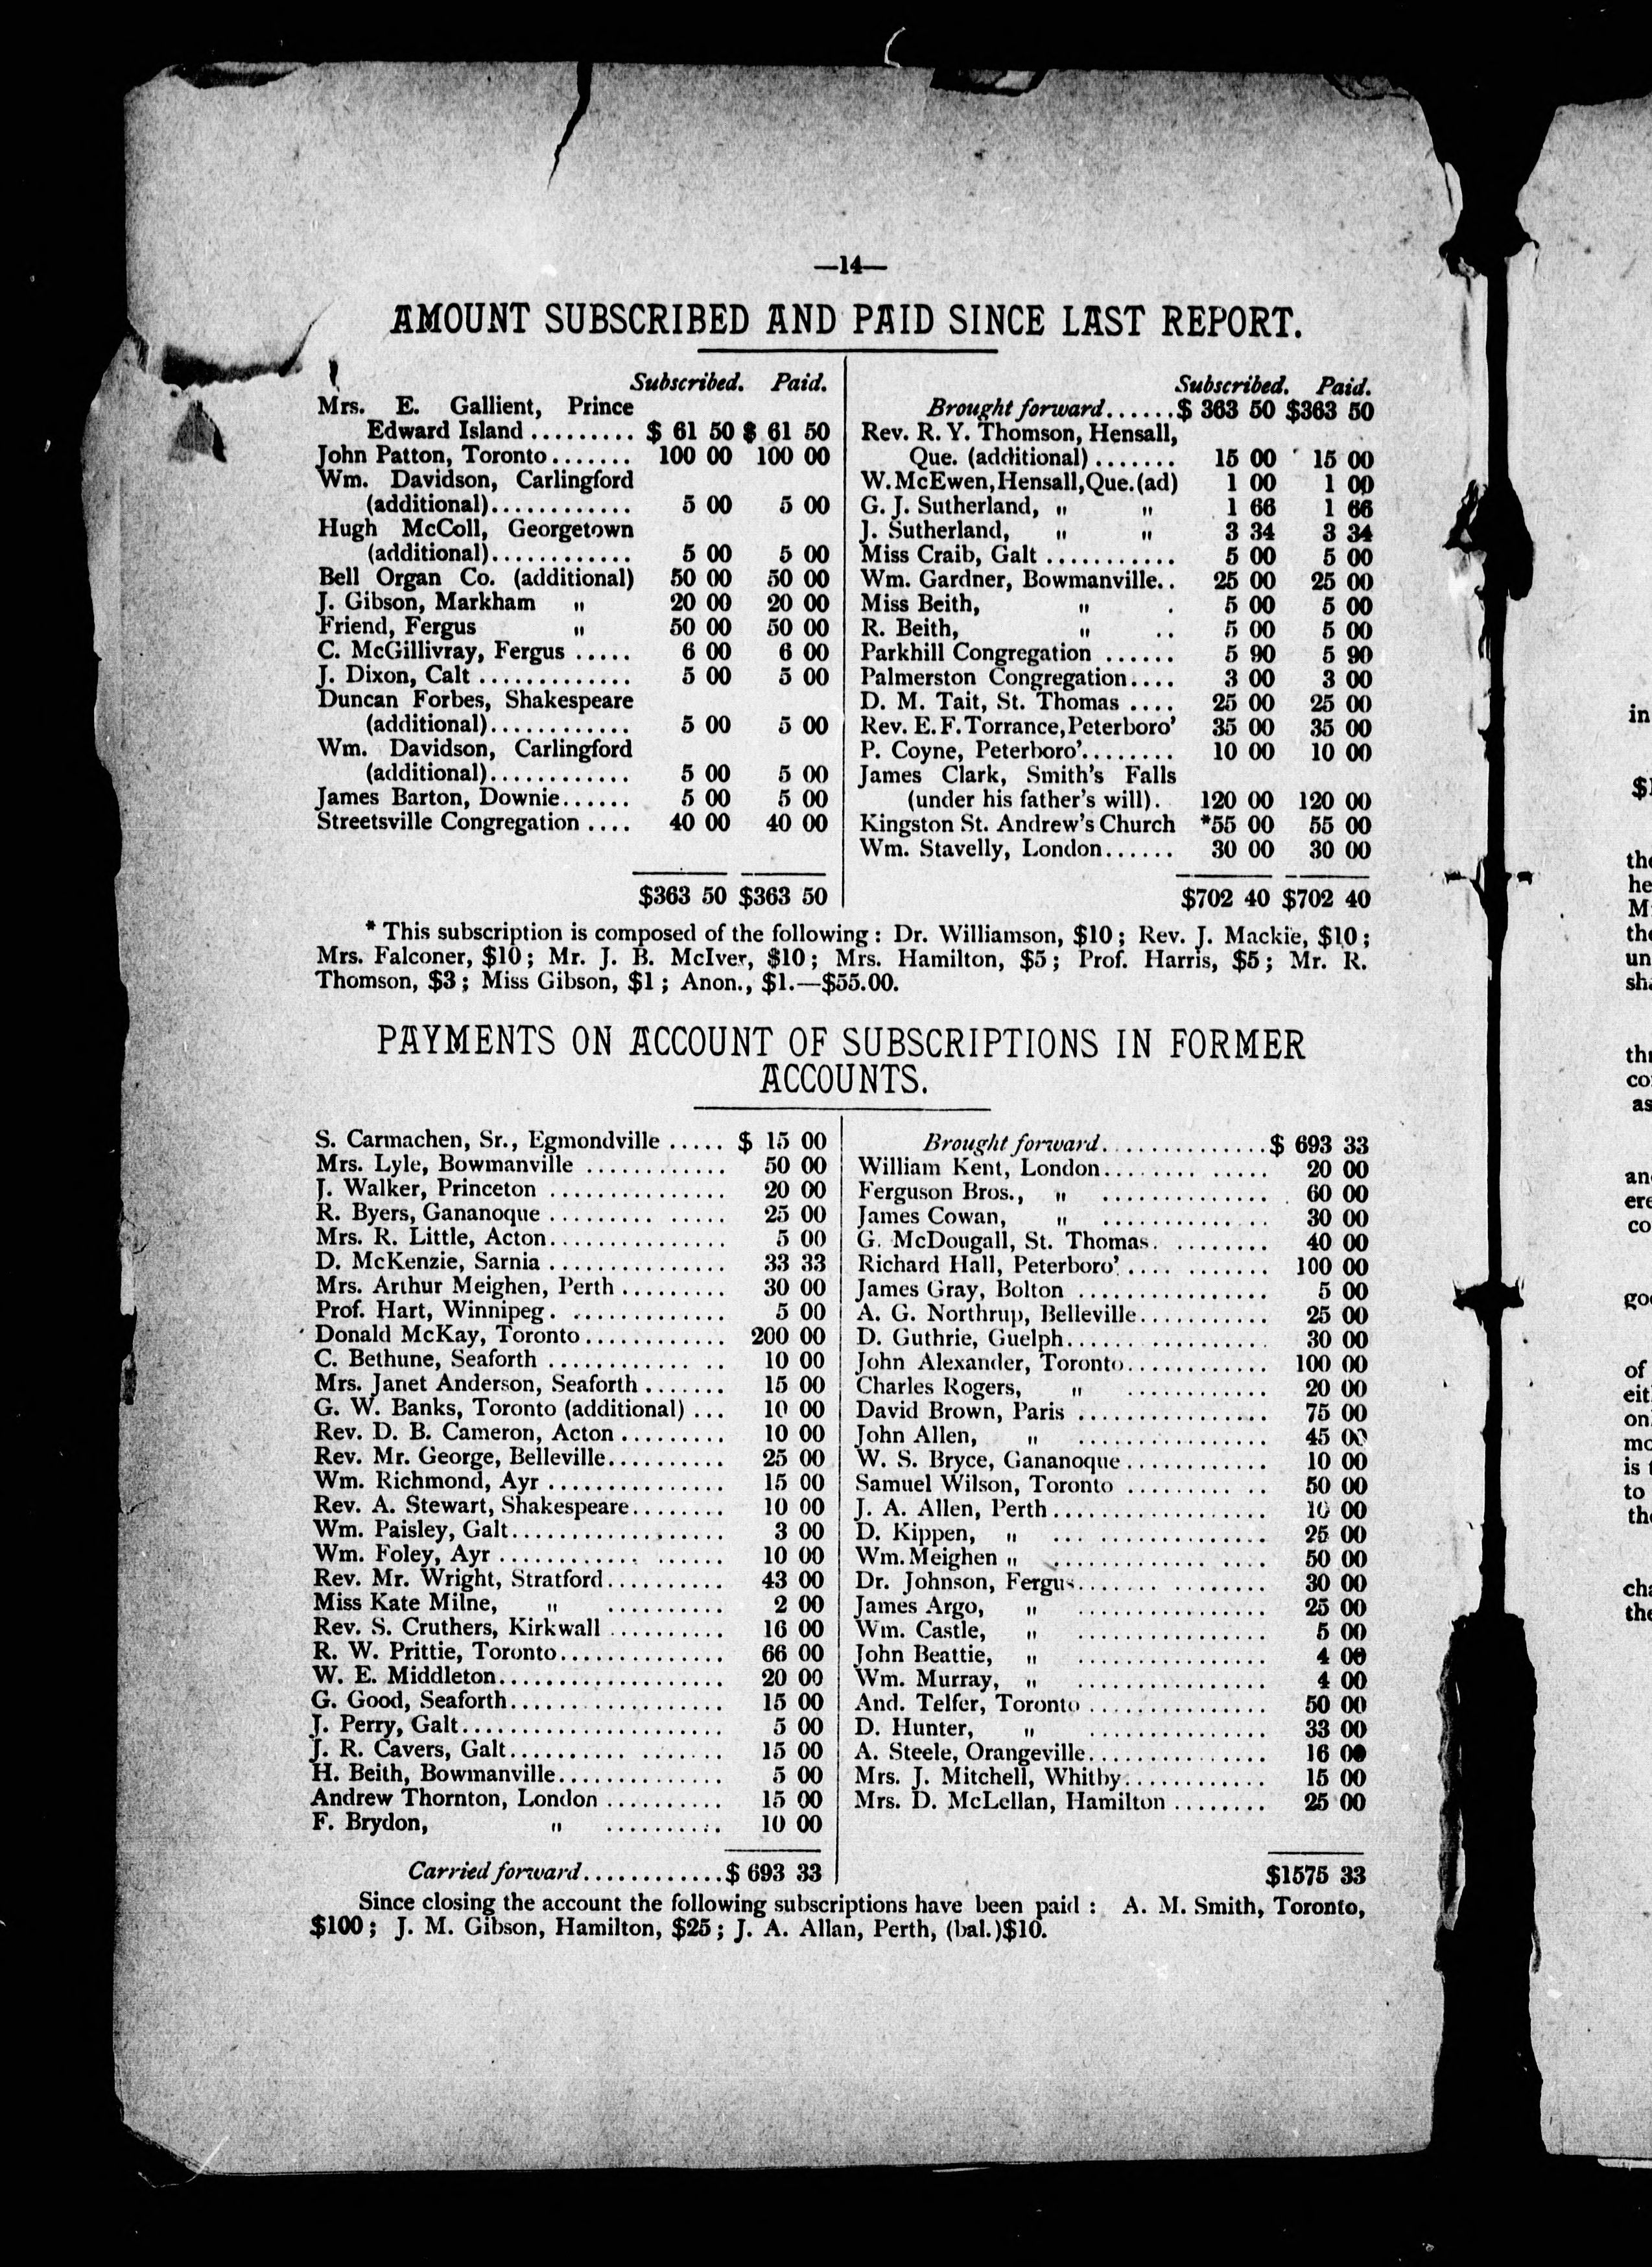 —14—
AMOUNT SUBSCRIBED AND PAID SINCE LAST REPORT.
Subscribed. Paid.
Mrs. E. Gallient, Prince
Edward Island ......... $ 61 50 $ 61 50
John Patton, Toronto....... 100 00 100 00
Wm. Davidson, Carlingford
(additional)............ 5 00 5 00
Hugh McColl, Georgetown
(additional)............ 5 00 5 00
Bell Organ Co. (additional) 50 00 50 00
J. Gibson, Markham " 20 00 20 00
Friend, Fergus " 50 00 50 00
C. McGillivray, Fergus ..... 6 00 6 00
J. Dixon, Calt ............. 5 00 5 00
Duncan Forbes, Shakespeare
(additional)............ 5 00 5 00
Wm. Davidson, Carlingford
(additional)............ 5 00 5 00
James Barton, Downie...... 5 00 5 00
Streetsville Congregation .... 40 00 40 00
$363 50 $363 50
Subscribed. Paid.
Brought forward......$ 363 50 $363 50
Rev. R. Y. Thomson, Hensall,
Que. (additional) ....... 15 00 15 00
W. McEwen, Hensall, Que. (ad) 1 00 1 00
G. J. Sutherland, " " 1 66 1 66
J. Sutherland, " " 3 34 3 34
Miss Craib, Galt ........... 5 00 5 00
Wm. Gardner, Bowmanville.. 25 00 25 00
Miss Beith, " . 5 00 5 00
R. Beith, " .. 5 00 5 00
Parkhill Congregation ...... 5 90 5 90
Palmerston Congregation.... 3 00 3 00
D. M. Tait, St. Thomas .... 25 00 25 00
Rev. E. F. Torrance, Peterboro' 35 00 35 00
P. Coyne, Peterboro'........ 10 00 10 00
James Clark, Smith's Falls
(under his father's will). 120 00 120 00
Kingston St. Andrew's Church *55 00 55 00
Wm. Stavelly, London...... 30 00 30 00
$702 40 $702 40
* This subscription is composed of the following : Dr. Williamson, $10 ; Rev. J. Mackie, $10 ;
Mrs. Falconer, $10 ; Mr. J. B. McIver, $10 ; Mrs. Hamilton, $5 ; Prof. Harris, $5 ; Mr. R.
Thomson, $3 ; Miss Gibson, $1 ; Anon., $1.—$55.00.
PAYMENTS ON ACCOUNT OF SUBSCRIPTIONS IN FORMER
ACCOUNTS.
S. Carmachen, Sr., Egmondville ..... $ 15 00
Mrs. Lyle, Bowmanville ............ 50 00
J. Walker, Princeton ............... 20 00
R. Byers, Gananoque ............... 25 00
Mrs. R. Little, Acton............... 5 00
D. McKenzie, Sarnia ............... 33 33
Mrs. Arthur Meighen, Perth ......... 30 00
Prof. Hart, Winnipeg............... 5 00
Donald McKay, Toronto............ 200 00
C. Bethune, Seaforth .............. 10 00
Mrs. Janet Anderson, Seaforth ....... 15 00
G. W. Banks, Toronto (additional) ... 10 00
Rev. D. B. Cameron, Acton ......... 10 00
Rev. Mr. George, Belleville.......... 25 00
Wm. Richmond, Ayr ............... 15 00
Rev. A. Stewart, Shakespeare........ 10 00
Wm. Paisley, Galt.................. 3 00
Wm. Foley, Ayr ................... 10 00
Rev. Mr. Wright, Stratford.......... 43 00
Miss Kate Milne, " .......... 2 00
Rev. S. Cruthers, Kirkwall .......... 16 00
R. W. Prittie, Toronto.............. 66 00
W. E. Middleton................... 20 00
G. Good, Seaforth.................. 15 00
J. Perry, Galt...................... 5 00
J. R. Cavers, Galt.................. 15 00
H. Beith, Bowmanville.............. 5 00
Andrew Thornton, London .......... 15 00
F. Brydon, " .......... 10 00
Carried forward............$ 693 33
Brought forward..............$ 693 33
William Kent, London.............. 20 00
Ferguson Bros., " .............. 60 00
James Cowan, " .............. 30 00
G. McDougall, St. Thomas. ........ 40 00
Richard Hall, Peterboro'............ 100 00
James Gray, Bolton ................ 5 00
A. G. Northrup, Belleville........... 25 00
D. Guthrie, Guelph................. 30 00
John Alexander, Toronto............ 100 00
Charles Rogers, " ............ 20 00
David Brown, Paris ................ 75 00
John Allen, " ................ 45 00
W. S. Bryce, Gananoque............ 10 00
Samuel Wilson, Toronto ............ 50 00
J. A. Allen, Perth.................. 10 00
D. Kippen, " .................. 25 00
Wm. Meighen " .................. 50 00
Dr. Johnson, Fergus................ 30 00
James Argo, " ................ 25 00
Wm. Castle, " ................ 5 00
John Beattie, " ................ 4 00
Wm. Murray, " ................ 4 00
And. Telfer, Toronto ............... 50 00
D. Hunter, " ............... 33 00
A. Steele, Orangeville............... 16 00
Mrs. J. Mitchell, Whitby............ 15 00
Mrs. D. McLellan, Hamilton ........ 25 00
$1575 33
Since closing the account the following subscriptions have been paid : A. M. Smith, Toronto,
$100 ; J. M. Gibson, Hamilton, $25 ; J. A. Allan, Perth, (bal.) $10.